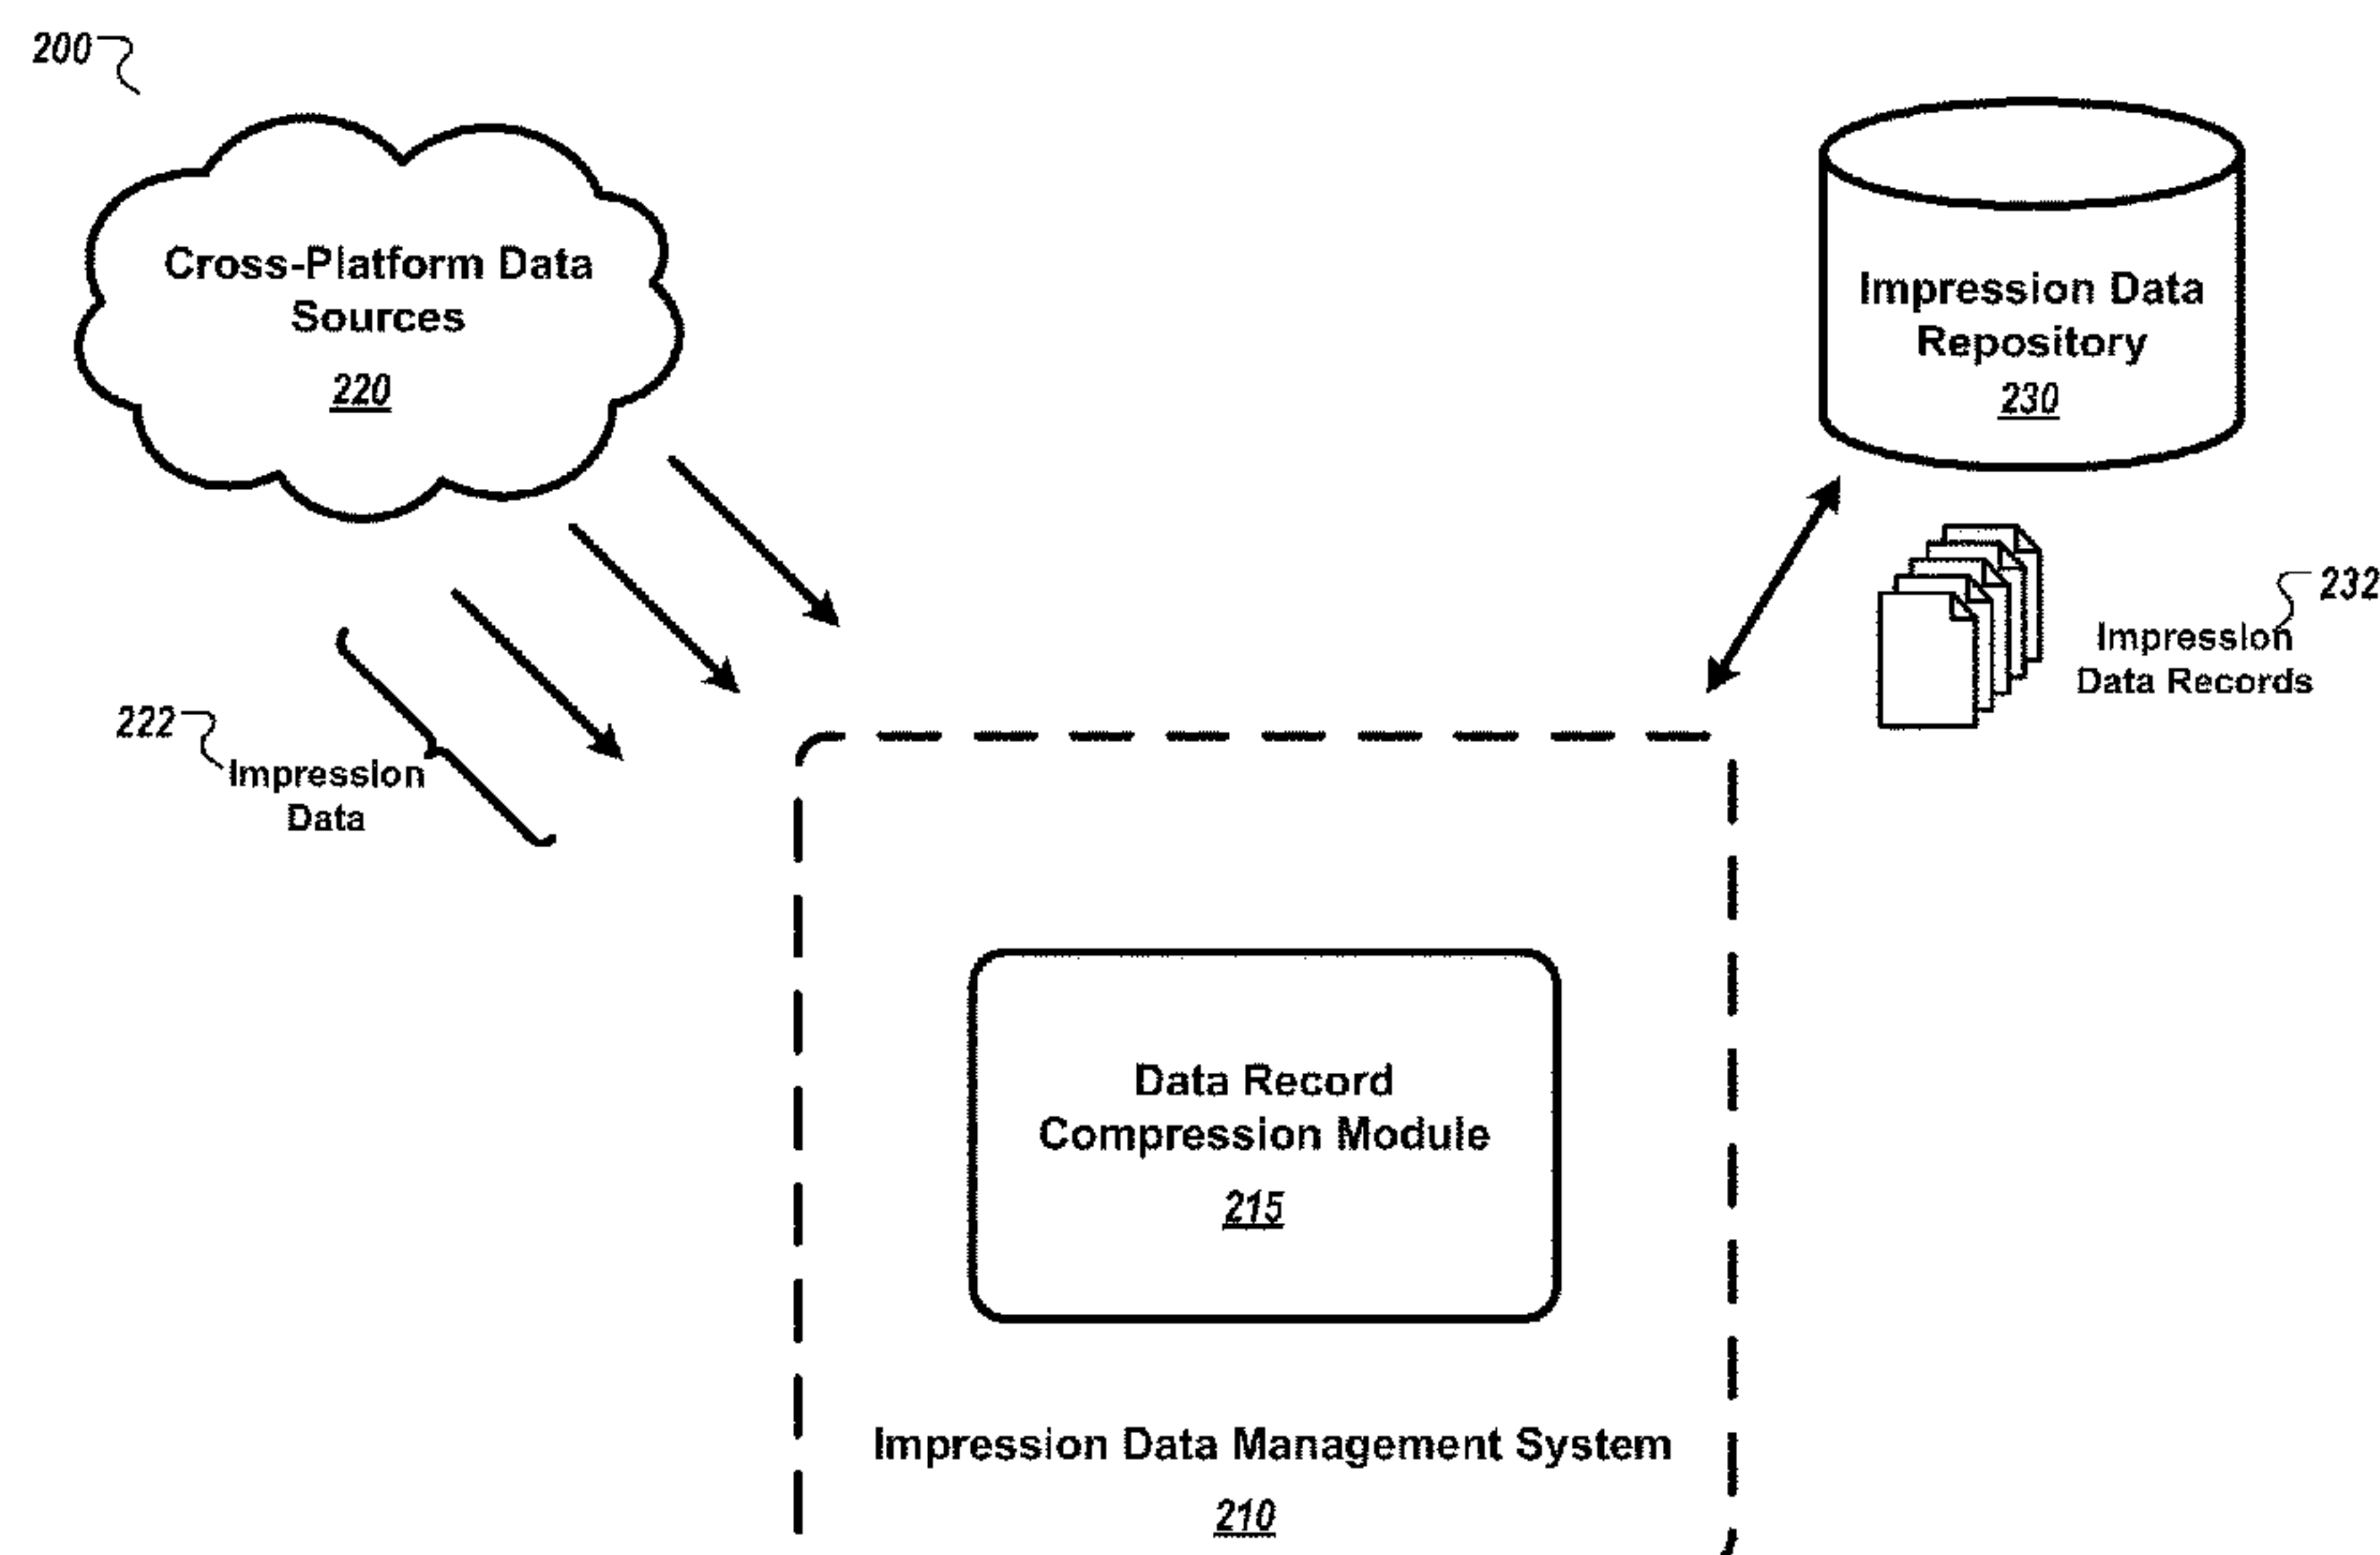 200
Cross-Platform Data
Sources
220
Impression Data
Repository
230
232
Impression
Data Records
222
Impression
Data
Data Record
Compression Module
215
Impression Data Management System
210